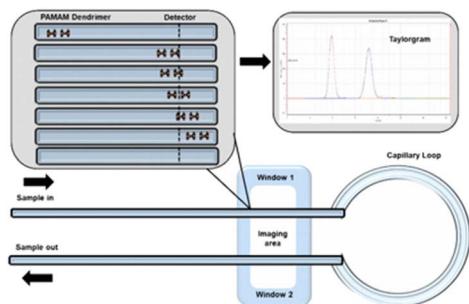 PAMAM Dendrimer
Detector
Taylorgram
Capillary Loop
Window 1
Sample in
Imaging
area
Sample out
Window 2